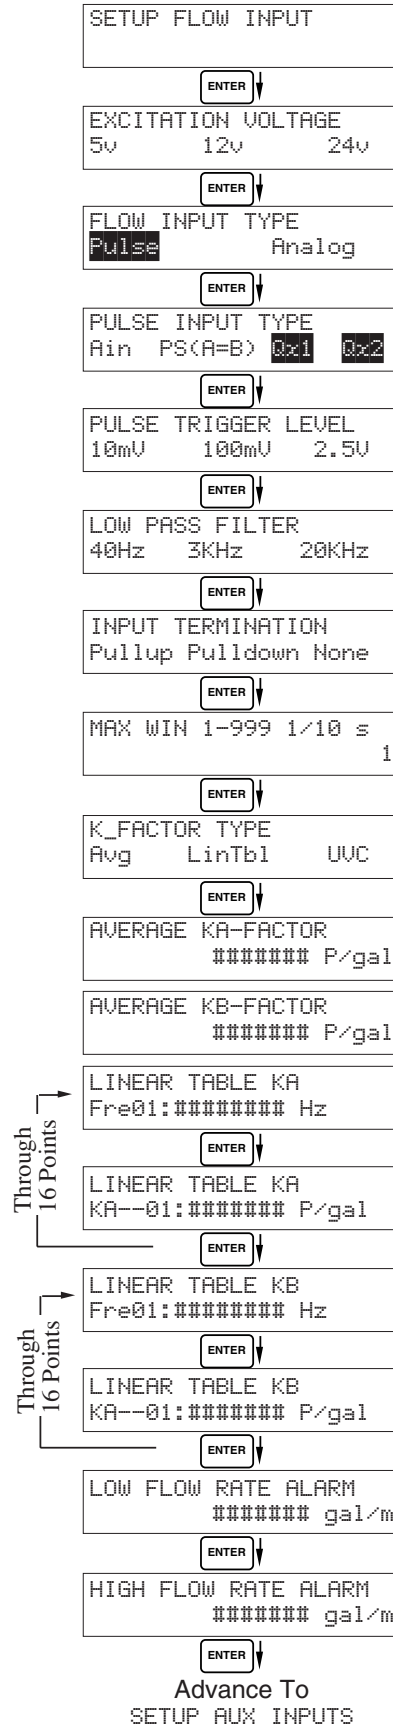 SETUP FLOW INPUT
ENTER
EXCITATION VOLTAGE
5v 12v 24v
ENTER
FLOW INPUT TYPE
Pulse Analog
ENTER
PULSE INPUT TYPE
Ain PS(A=B) Qx1 Qx2
ENTER
PULSE TRIGGER LEVEL
10mV 100mV 2.5V
ENTER
LOW PASS FILTER
40Hz 3KHz 20KHz
ENTER
INPUT TERMINATION
Pullup Pulldown None
ENTER
MAX WIN 1-999 1/10 s
1
ENTER
K_FACTOR TYPE
Avg LinTbl UVC
ENTER
AVERAGE KA-FACTOR
####### P/gal
AVERAGE KB-FACTOR
####### P/gal
Through
16 Points
LINEAR TABLE KA
Fre01:######## Hz
ENTER
LINEAR TABLE KA
KA--01:####### P/gal
ENTER
Through
16 Points
LINEAR TABLE KB
Fre01:######## Hz
ENTER
LINEAR TABLE KB
KA--01:####### P/gal
ENTER
LOW FLOW RATE ALARM
####### gal/m
ENTER
HIGH FLOW RATE ALARM
####### gal/m
ENTER
Advance To
SETUP AUX INPUTS